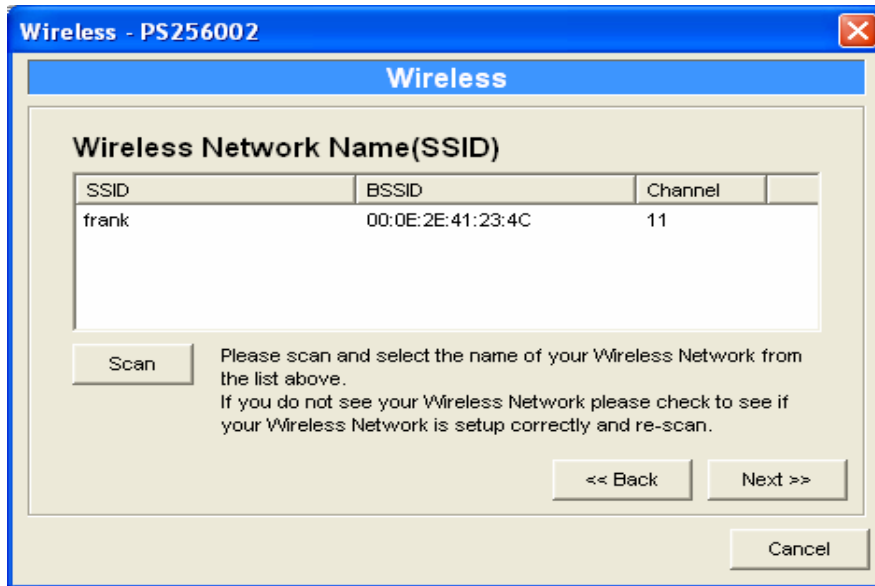 Wireless - PS256002
Wireless
Wireless Network Name(SSID)
SSID BSSID Channel
frank 00:0E:2E:41:23:4C 11
Scan
Please scan and select the name of your Wireless Network from
the list above.
If you do not see your Wireless Network please check to see if
your Wireless Network is setup correctly and re-scan.
<< Back Next >>
Cancel